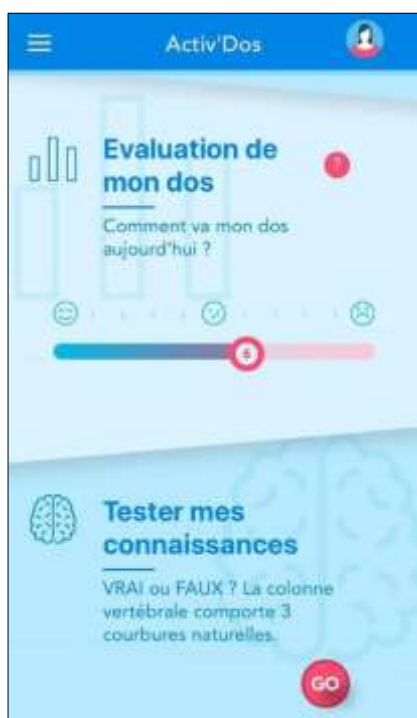 Activ'Dos
Evaluation de
mon dos
?
Comment va mon dos
aujourd'hui ?
6
Tester mes
connaissances
VRAI ou FAUX ? La colonne
vertébrale comporte 3
courbures naturelles.
GO